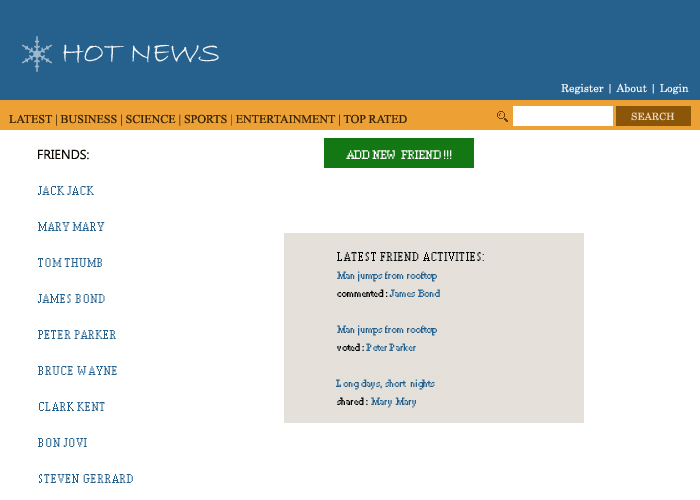 HOT NEWS
Register | About | Login
LATEST | BUSINESS | SCIENCE | SPORTS | ENTERTAINMENT | TOP RATED
SEARCH
FRIENDS:
ADD NEW FRIEND!!!
JACK JACK
MARY MARY
TOM THUMB
JAMES BOND
PETER PARKER
BRUCE WAYNE
CLARK KENT
BON JOVI
STEVEN GERRARD
LATEST FRIEND ACTIVITIES:
Man jumps from rooftop
commented: James Bond
Man jumps from rooftop
voted: Peter Parker
Long days, short nights
shared: Mary Mary